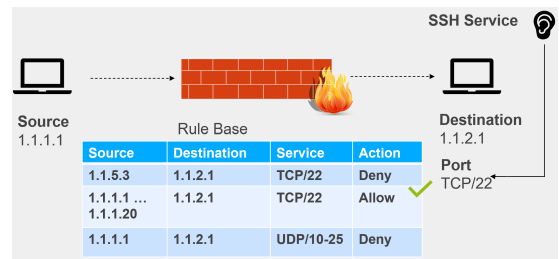 SSH Service
Source
1.1.1.1
Destination
1.1.2.1
Port
TCP/22
Rule Base
Source Destination Service Action
1.1.5.3 1.1.2.1 TCP/22 Deny
1.1.1.1 … 1.1.2.1 TCP/22 Allow
1.1.1.20
1.1.1.1 1.1.2.1 UDP/10-25 Deny